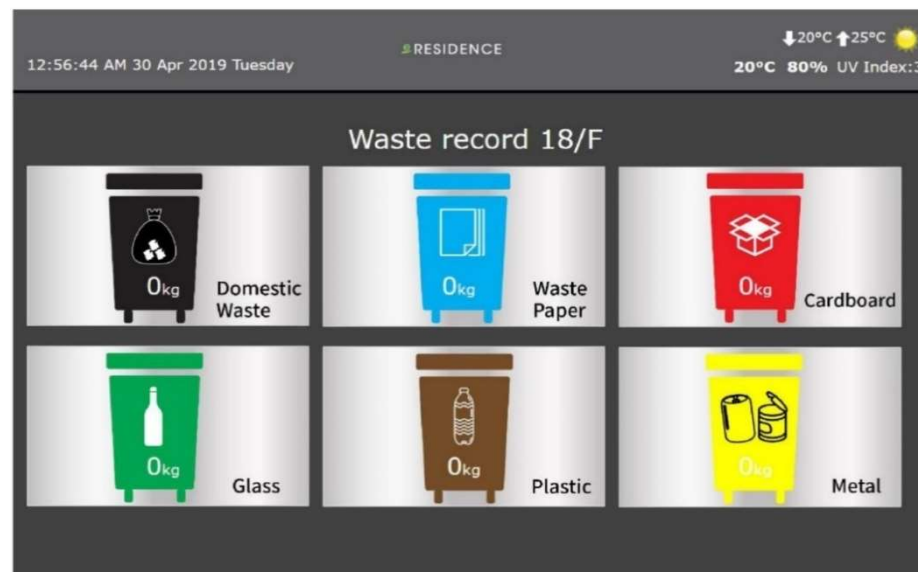 RESIDENCE
⬇20°C ⬆25°C
12:56:44 AM 30 Apr 2019 Tuesday
20°C 80% UV Index:3
Waste record 18/F
0kg
Domestic
Waste
0kg
Waste
Paper
0kg
Cardboard
0kg
Glass
0kg
Plastic
0kg
Metal